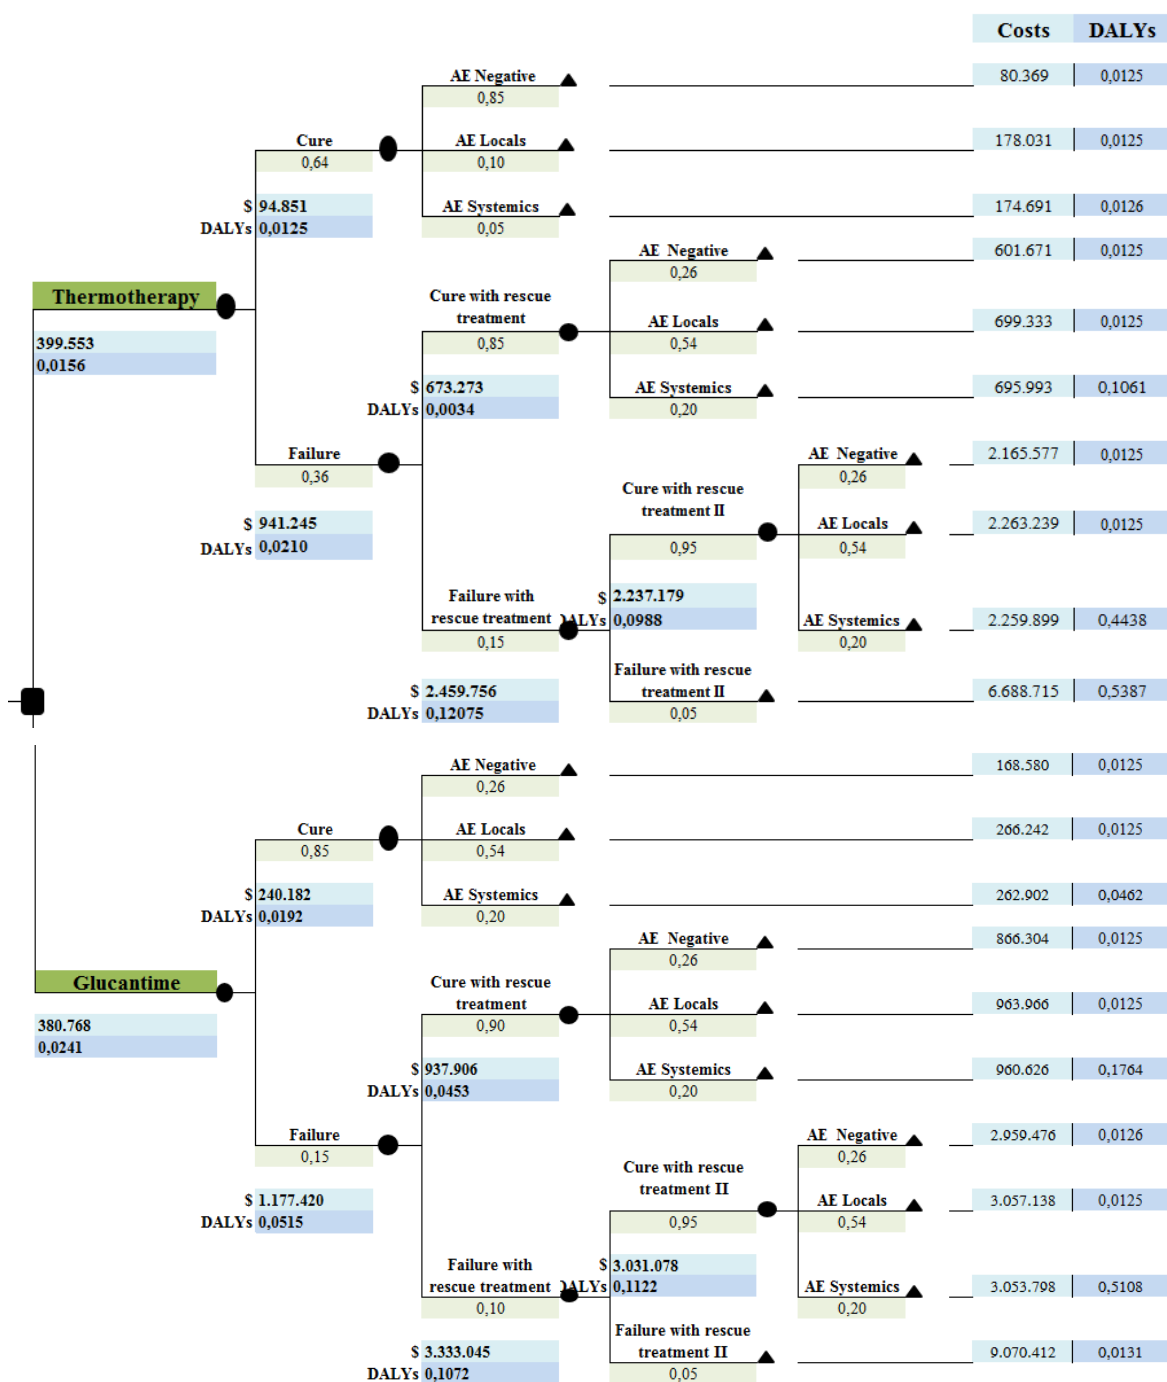 Costs DALYs
AE Negative 80.369 0,0125
0,85
Cure AE Locals 178.031 0,0125
0,64 0,10
$ 94.851 AE Systemics 174.691 0,0126
DALYs 0,0125 0,05
AE Negative 601.671 0,0125
0,26
Thermotherapy
Cure with rescue
treatment AE Locals 699.333 0,0125
0,85 0,54
399.553
0,0156
$ 673.273 AE Systemics 695.993 0,1061
DALYs 0,0034 0,20
Failure AE Negative 2.165.577 0,0125
0,36 0,26
Cure with rescue
treatment II
$ 941.245 AE Locals 2.263.239 0,0125
DALYs 0,0210 0,95 0,54
Failure with $ 2.237.179
rescue treatment DALYs 0,0988 AE Systemics 2.259.899 0,4438
0,15 0,20
Failure with rescue
treatment II 6.688.715 0,5387
$ 2.459.756 0,05
DALYs 0,12075
AE Negative 168.580 0,0125
0,26
Cure AE Locals 266.242 0,0125
0,85 0,54
$ 240.182 AE Systemics 262.902 0,0462
DALYs 0,0192 0,20
AE Negative 866.304 0,0125
0,26
Glucantime
Cure with rescue
treatment AE Locals 963.966 0,0125
0,90 0,54
380.768
0,0241
$ 937.906 AE Systemics 960.626 0,1764
DALYs 0,0453 0,20
Failure AE Negative 2.959.476 0,0126
0,15 0,26
Cure with rescue
treatment II
$ 1.177.420 AE Locals 3.057.138 0,0125
DALYs 0,0515 0,95 0,54
Failure with $ 3.031.078
rescue treatment DALYs 0,1122 AE Systemics 3.053.798 0,5108
0,10 0,20
Failure with rescue
treatment II 9.070.412 0,0131
$ 3.333.045 0,05
DALYs 0,1072